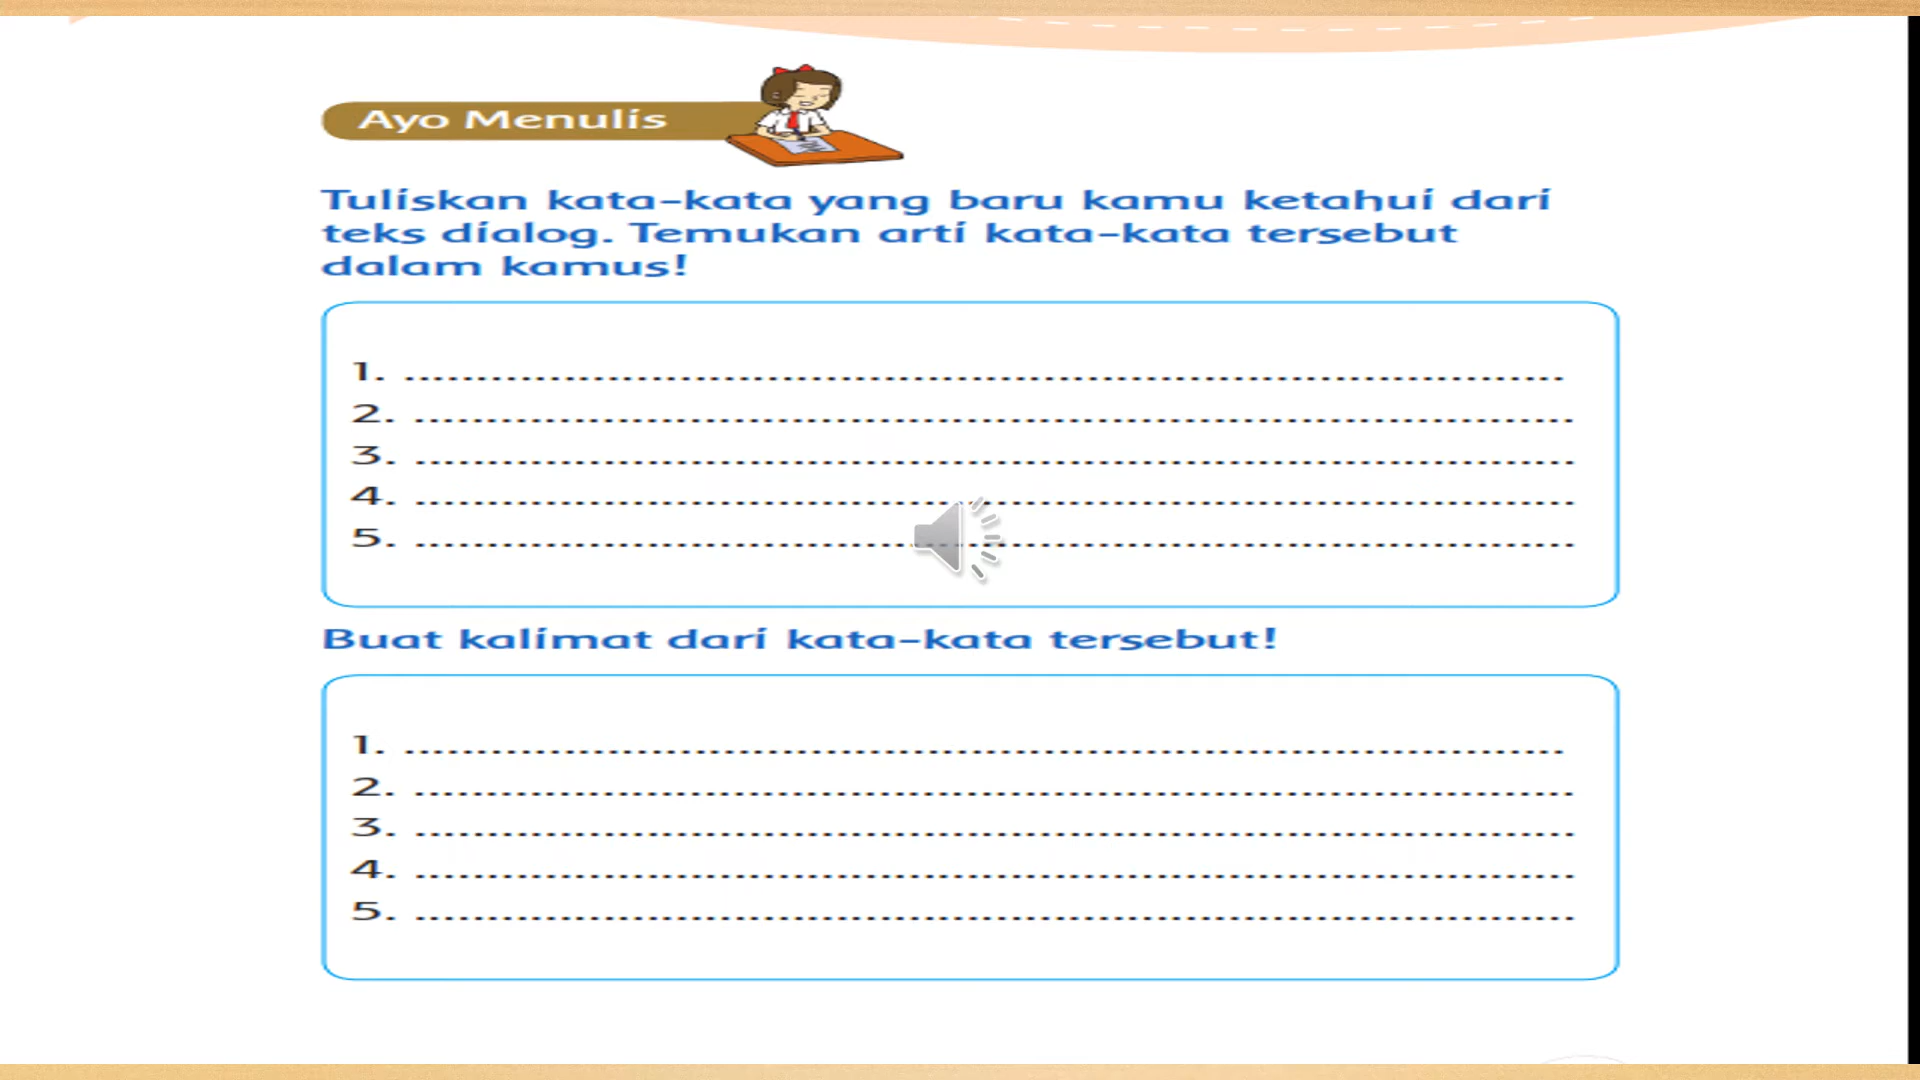 Ayo Menulis
Tuliskan kata-kata yang baru kamu ketahui dari
teks dialog. Temukan arti kata-kata tersebut
dalam kamus!
1. ................................................................................
2. ................................................................................
3. ................................................................................
4. ................................................................................
5. ................................................................................
Buat kalimat dari kata-kata tersebut!
1. ................................................................................
2. ................................................................................
3. ................................................................................
4. ................................................................................
5. ................................................................................